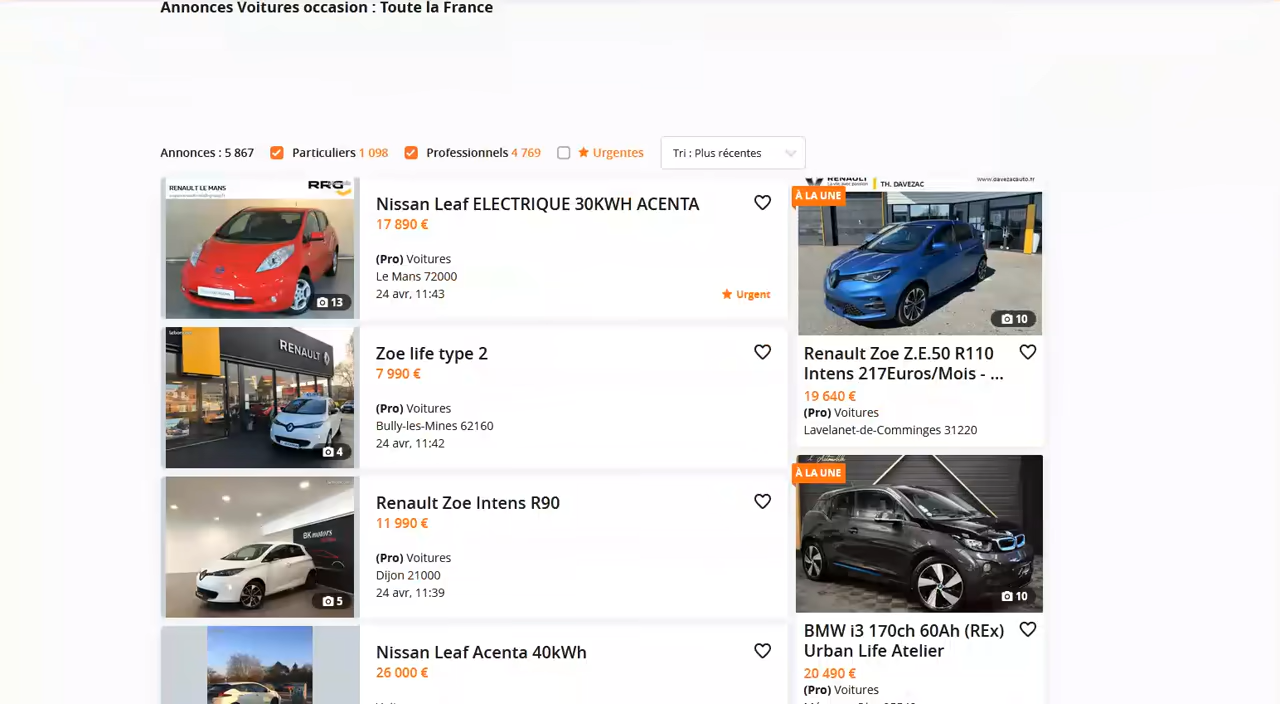 Annonces Voitures occasion : Toute la France
Annonces : 5 867
Particuliers 1 098
Professionnels 4 769
Urgentes
Tri : Plus récentes
RENAULT LE MANS
RRG
13
Nissan Leaf ELECTRIQUE 30KWH ACENTA
17 890 €
(Pro) Voitures
Le Mans 72000
24 avr, 11:43
Urgent
RENAULT
4
Zoe life type 2
7 990 €
(Pro) Voitures
Bully-les-Mines 62160
24 avr, 11:42
BK motors
5
Renault Zoe Intens R90
11 990 €
(Pro) Voitures
Dijon 21000
24 avr, 11:39
Nissan Leaf Acenta 40kWh
26 000 €
RENAULT
La vie, avec passion
TH. DAVEZAC
www.davezacauto.fr
À LA UNE
10
Renault Zoe Z.E.50 R110
Intens 217Euros/Mois - ...
19 640 €
(Pro) Voitures
Lavelanet-de-Comminges 31220
À LA UNE
10
BMW i3 170ch 60Ah (REx)
Urban Life Atelier
20 490 €
(Pro) Voitures